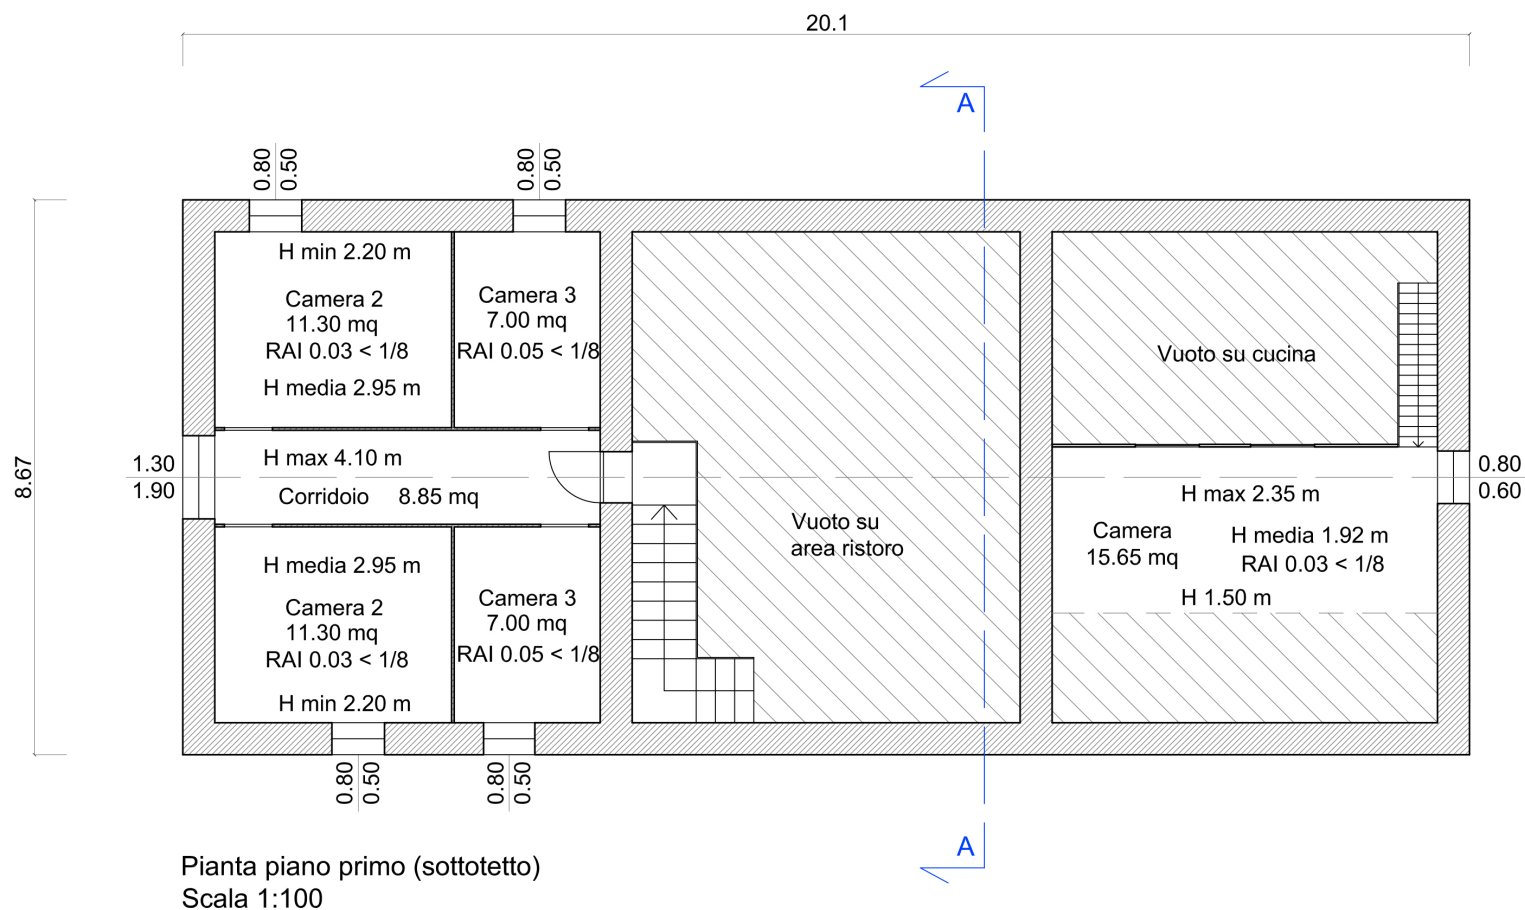 20.1
A
0.80
0.50
0.80
0.50
H min 2.20 m
Camera 2
11.30 mq
RAI 0.03 < 1/8
H media 2.95 m
Camera 3
7.00 mq
RAI 0.05 < 1/8
Vuoto su cucina
8.67
1.30
1.90
H max 4.10 m
Corridoio 8.85 mq
Vuoto su
area ristoro
0.80
0.60
H max 2.35 m
Camera
15.65 mq
H media 1.92 m
RAI 0.03 < 1/8
H 1.50 m
H media 2.95 m
Camera 2
11.30 mq
RAI 0.03 < 1/8
H min 2.20 m
Camera 3
7.00 mq
RAI 0.05 < 1/8
0.80
0.50
0.80
0.50
A
Pianta piano primo (sottotetto)
Scala 1:100